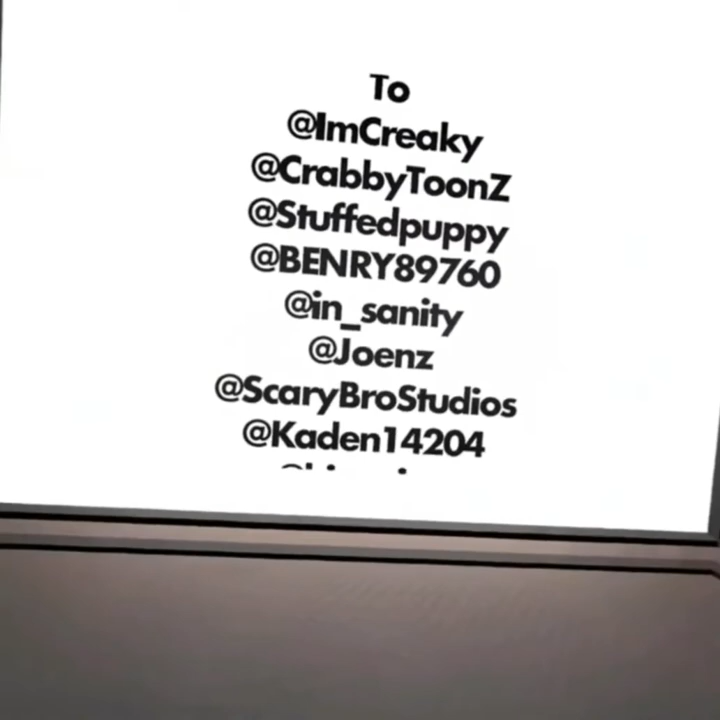 To
@ImCreaky
@CrabbyToonZ
@Stuffedpuppy
@BENRY89760
@in_sanity
@Joenz
@ScaryBroStudios
@Kaden14204